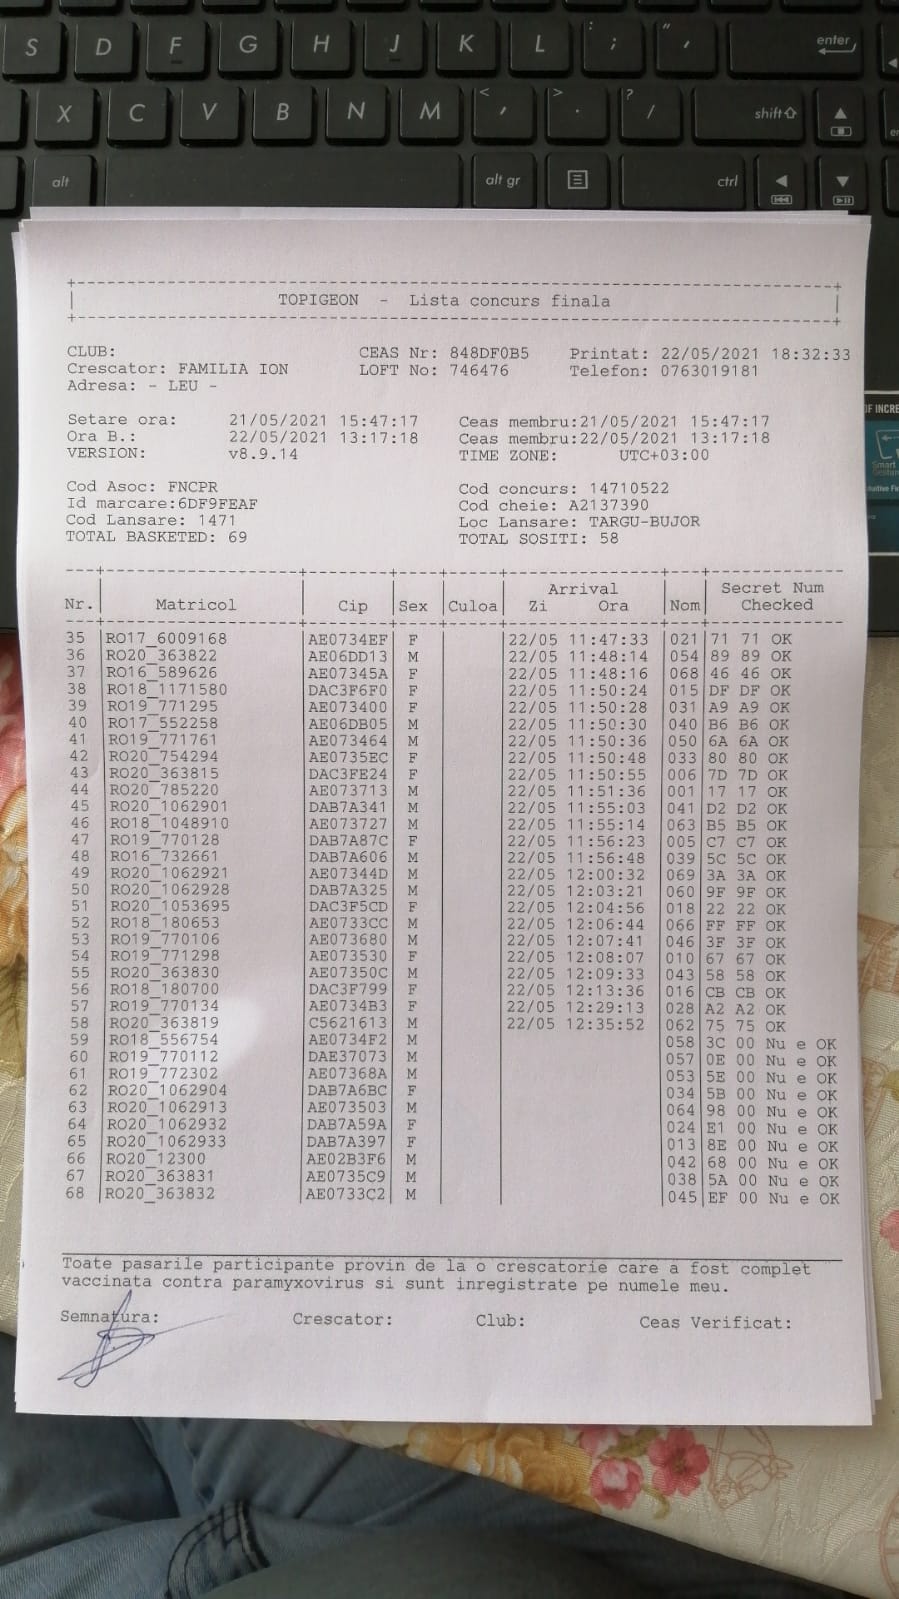 S D F G H J K L : ; " ' enter
X C V B N M < , > . ? / shift
alt alt gr ctrl
TOPIGEON - Lista concurs finala
CLUB: CEAS Nr: 848DF0B5 Printat: 22/05/2021 18:32:33
Crescator: FAMILIA ION LOFT No: 746476 Telefon: 0763019181
Adresa: - LEU -
Setare ora: 21/05/2021 15:47:17 Ceas membru:21/05/2021 15:47:17
Ora B.: 22/05/2021 13:17:18 Ceas membru:22/05/2021 13:17:18
VERSION: v8.9.14 TIME ZONE: UTC+03:00
Cod Asoc: FNCPR Cod concurs: 14710522
Id marcare:6DF9FEAF Cod cheie: A2137390
Cod Lansare: 1471 Loc Lansare: TARGU-BUJOR
TOTAL BASKETED: 69 TOTAL SOSITI: 58
Arrival Secret Num
Nr. Matricol Cip Sex Culoa Zi Ora Nom Checked
35 RO17_6009168 AE0734EF F 22/05 11:47:33 021 71 71 OK
36 RO20_363822 AE06DD13 M 22/05 11:48:14 054 89 89 OK
37 RO16_589626 AE07345A F 22/05 11:48:16 068 46 46 OK
38 RO18_1171580 DAC3F6F0 F 22/05 11:50:24 015 DF DF OK
39 RO19_771295 AE073400 F 22/05 11:50:28 031 A9 A9 OK
40 RO17_552258 AE06DB05 M 22/05 11:50:30 040 B6 B6 OK
41 RO19_771761 AE073464 M 22/05 11:50:36 050 6A 6A OK
42 RO20_754294 AE0735EC F 22/05 11:50:48 033 80 80 OK
43 RO20_363815 DAC3FE24 M 22/05 11:50:55 006 7D 7D OK
44 RO20_785220 AE073713 M 22/05 11:51:36 001 17 17 OK
45 RO20_1062901 DAB7A341 M 22/05 11:55:03 041 D2 D2 OK
46 RO18_1048910 AE073727 M 22/05 11:55:14 063 B5 B5 OK
47 RO19_770128 DAB7A87C F 22/05 11:56:23 005 C7 C7 OK
48 RO16_732661 DAB7A606 M 22/05 11:56:48 039 5C 5C OK
49 RO20_1062921 AE07344D M 22/05 12:00:32 069 3A 3A OK
50 RO20_1062928 DAB7A325 M 22/05 12:03:21 060 9F 9F OK
51 RO20_1053695 DAC3F5CD F 22/05 12:04:56 018 22 22 OK
52 RO18_180653 AE0733CC M 22/05 12:06:44 066 FF FF OK
53 RO19_770106 AE073680 M 22/05 12:07:41 046 3F 3F OK
54 RO19_771298 AE073530 F 22/05 12:08:07 010 67 67 OK
55 RO20_363830 AE07350C M 22/05 12:09:33 043 58 58 OK
56 RO18_180700 DAC3F799 F 22/05 12:13:36 016 CB CB OK
57 RO19_770134 AE0734B3 F 22/05 12:29:13 028 A2 A2 OK
58 RO20_363819 C5621613 M 22/05 12:35:52 062 75 75 OK
59 RO18_556754 AE0734F2 M 058 3C 00 Nu e OK
60 RO19_770112 DAE37073 M 057 0E 00 Nu e OK
61 RO19_772302 AE07368A M 053 5E 00 Nu e OK
62 RO20_1062904 DAB7A6BC F 034 5B 00 Nu e OK
63 RO20_1062913 AE073503 M 064 98 00 Nu e OK
64 RO20_1062932 DAB7A59A F 024 E1 00 Nu e OK
65 RO20_1062933 DAB7A397 F 013 8E 00 Nu e OK
66 RO20_12300 AE02B3F6 M 042 68 00 Nu e OK
67 RO20_363831 AE0735C9 M 038 5A 00 Nu e OK
68 RO20_363832 AE0733C2 M 045 EF 00 Nu e OK
Toate pasarile participante provin de la o crescatorie care a fost complet
vaccinata contra paramyxovirus si sunt inregistrate pe numele meu.
Semnatura: Crescator: Club: Ceas Verificat: